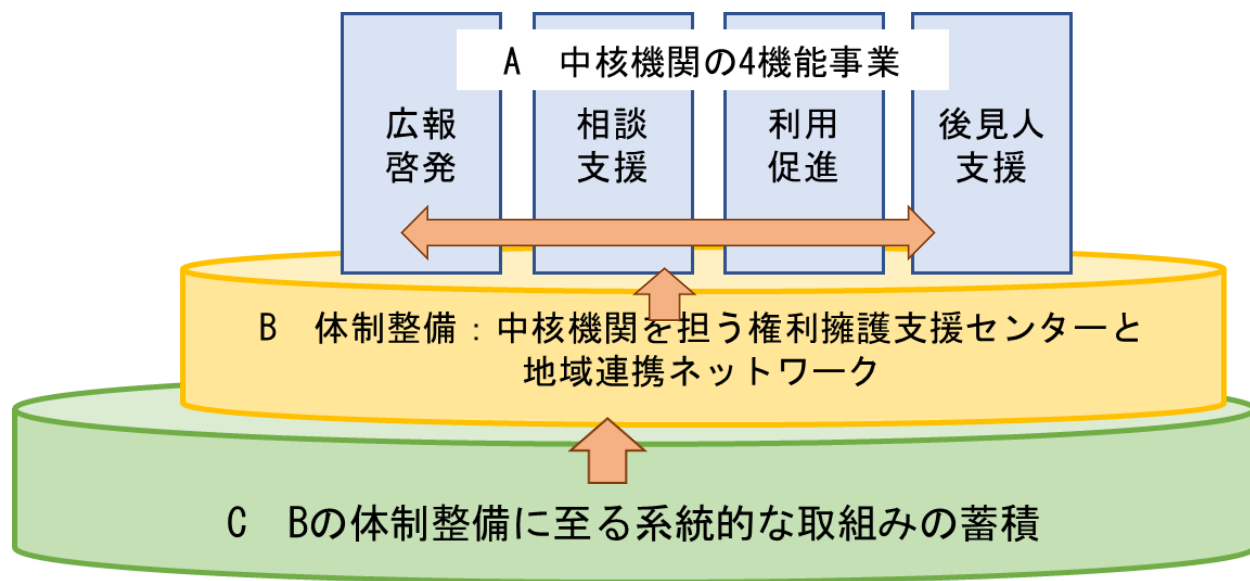 A　中核機関の4機能事業
広報
啓発
相談
支援
利用
促進
後見人
支援
B　体制整備：中核機関を担う権利擁護支援センターと
地域連携ネットワーク
C　Bの体制整備に至る系統的な取組みの蓄積